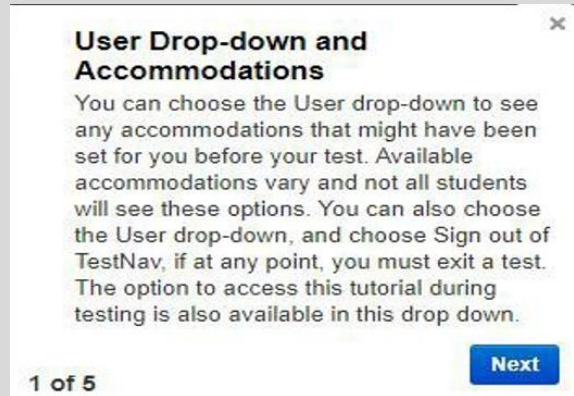 User Drop-down and
Accommodations
You can choose the User drop-down to see
any accommodations that might have been
set for you before your test. Available
accommodations vary and not all students
will see these options. You can also choose
the User drop-down, and choose Sign out of
TestNav, if at any point, you must exit a test.
The option to access this tutorial during
testing is also available in this drop down.
Next
1 of 5